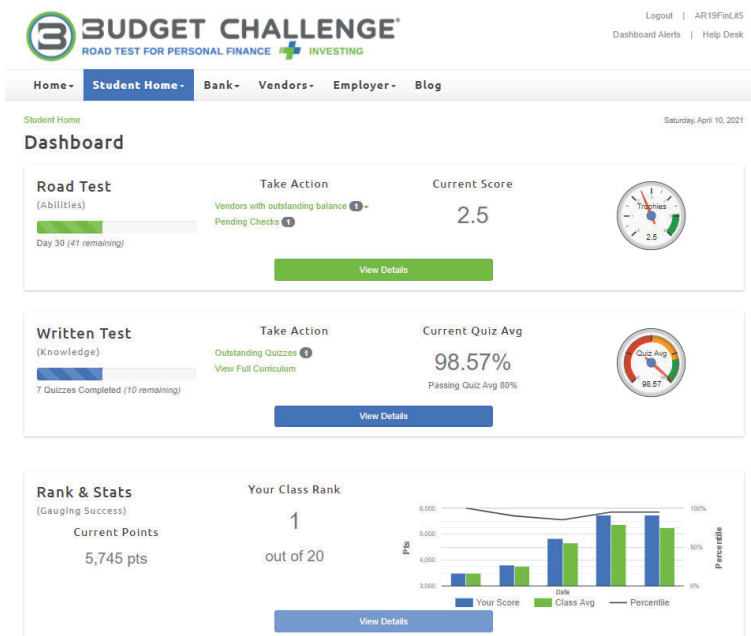 Logout | AR19FinLit5
BUDGET CHALLENGE®
ROAD TEST FOR PERSONAL FINANCE + INVESTING
Dashboard Alerts | Help Desk
Home Student Home Bank Vendors Employer Blog
Student Home
Saturday, April 10, 2021
Dashboard
Road Test
(Abilities)
Day 30 (41 remaining)
Take Action
Vendors with outstanding balance 1
Pending Checks 1
Current Score
2.5
Trophies
2.5
View Details
Written Test
(Knowledge)
7 Quizzes Completed (10 remaining)
Take Action
Outstanding Quizzes 1
View Full Curriculum
Current Quiz Avg
98.57%
Passing Quiz Avg 80%
Quiz Avg
98.57
View Details
Rank & Stats
(Gauging Success)
Current Points
5,745 pts
Your Class Rank
1
out of 20
Pts
6,000
5,000
4,000
3,000
100%
50%
0%
Percentile
Date
Your Score Class Avg Percentile
View Details